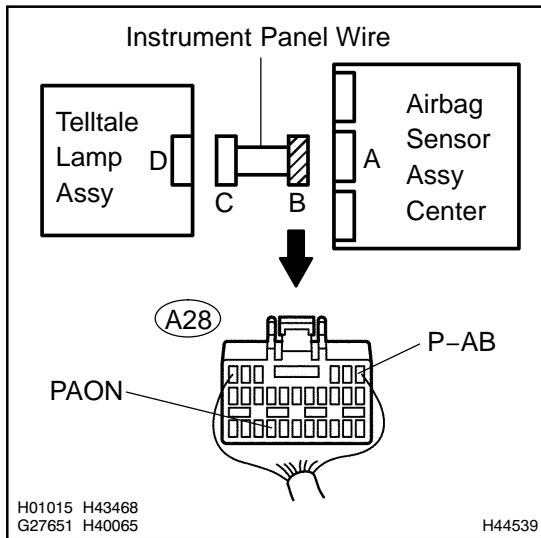 Instrument Panel Wire
Telltale
Lamp
Assy
D
C
B
A
Airbag
Sensor
Assy
Center
A28
P−AB
PAON
H01015 H43468
G27651 H40065
H44539